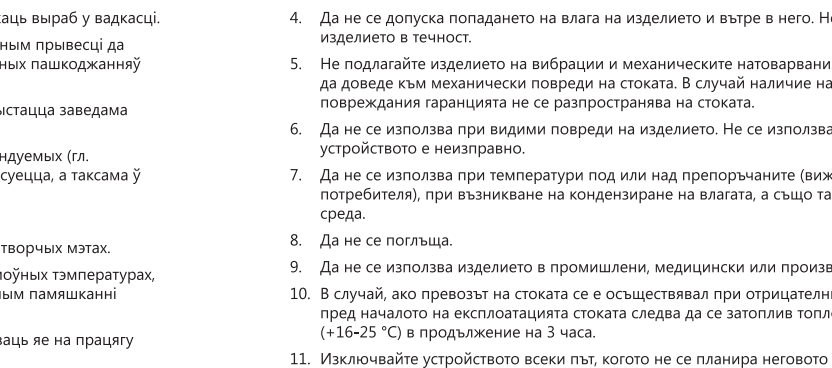 каць выраб у вадкасці.
ным прывесці да
ных пашкоджанняў
ыстацца заведама
ндуемых (гл.
суецца, а таксама ў
творчых мэтах.
моўных тэмпературах,
ым памяшканні
ваць яе на працягу
4. Да не се допуска попадането на влага на изделието и вътре в него. Не
изделието в течност.
5. Не подлагайте изделието на вибрации и механическите натоварвани
да доведе към механически повреди на стоката. В случай наличие на
повреждания гаранцията не се разпространява на стоката.
6. Да не се използва при видими повреди на изделието. Не се използва
устройството е неизправно.
7. Да не се използва при температури под или над препоръчаните (виж
потребителя), при възникване на кондензиране на влагата, а също та
среда.
8. Да не се поглъща.
9. Да не се използва изделието в промишлени, медицински или произв
10. В случай, ако превозът на стоката се е осъществявал при отрицателн
пред началото на експлоатацията стоката следва да се затоплив топл
(+16-25 °C) в продължение на 3 часа.
11. Изключвайте устройството всеки път, когото не се планира неговото